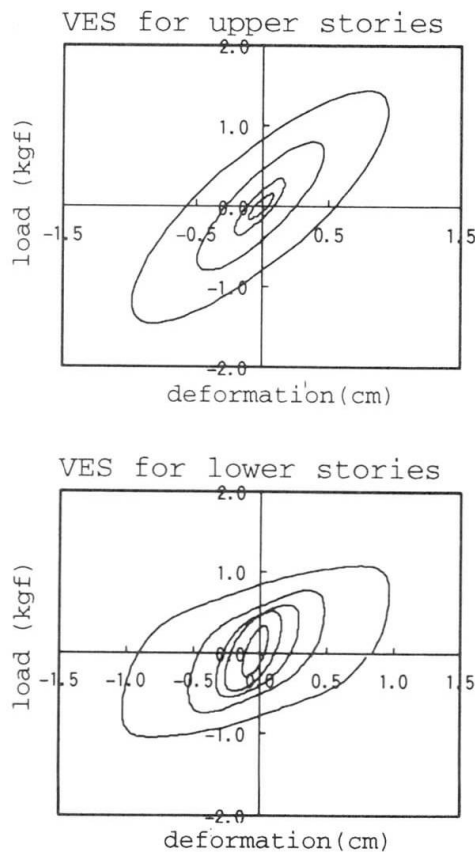 VES for upper stories
2.0
1.0
0.0
-1.5 -0.5 0.5 1.5
-1.0
-2.0
load (kgf)
deformation(cm)
VES for lower stories
2.0
1.0
0.0
-1.5 -1.0 -0.5 0.0 0.5 1.0 1.5
-1.0
-2.0
load (kgf)
deformation(cm)